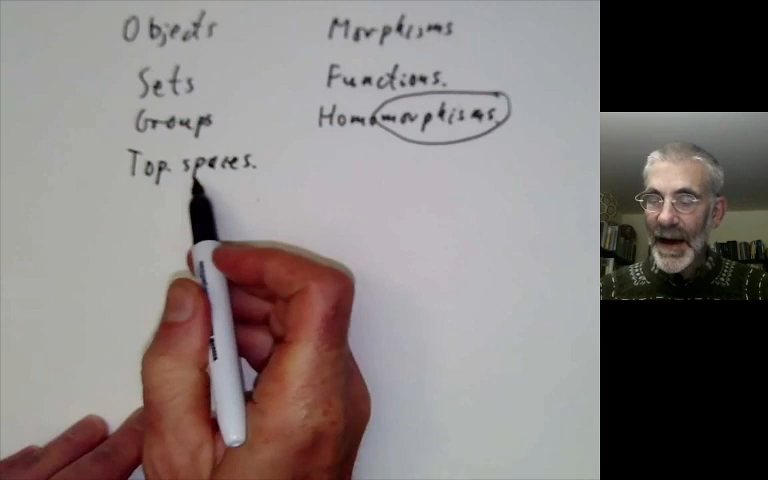 Objects Morphisms
Sets Functions.
Groups Homomorphisms.
Top. spaces.